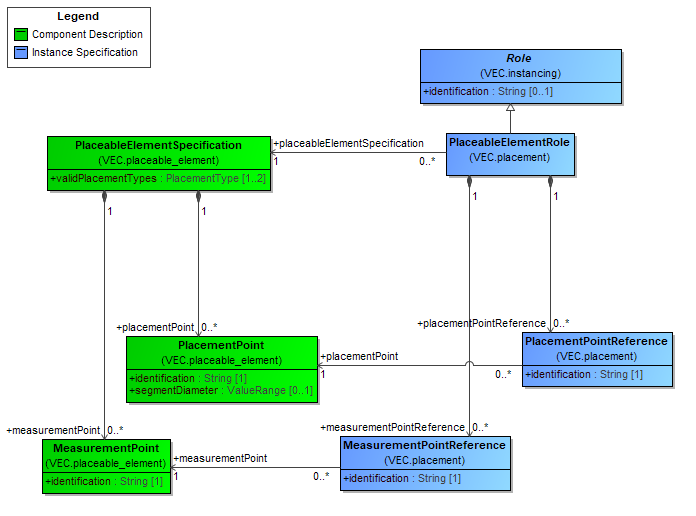 Legend
Component Description
Instance Specification
Role
(VEC.instancing)
+identification : String [0..1]
PlaceableElementSpecification
(VEC.placeable_element)
+validPlacementTypes : PlacementType [1..2]
+placeableElementSpecification
1
0..*
PlaceableElementRole
(VEC.placement)
1
1
1
1
+placementPoint
0..*
+placementPointReference
0..*
PlacementPoint
(VEC.placeable_element)
+identification : String [1]
+segmentDiameter : ValueRange [0..1]
+placementPoint
1
0..*
PlacementPointReference
(VEC.placement)
+identification : String [1]
+measurementPoint
0..*
+measurementPointReference
0..*
MeasurementPoint
(VEC.placeable_element)
+identification : String [1]
+measurementPoint
1
0..*
MeasurementPointReference
(VEC.placement)
+identification : String [1]